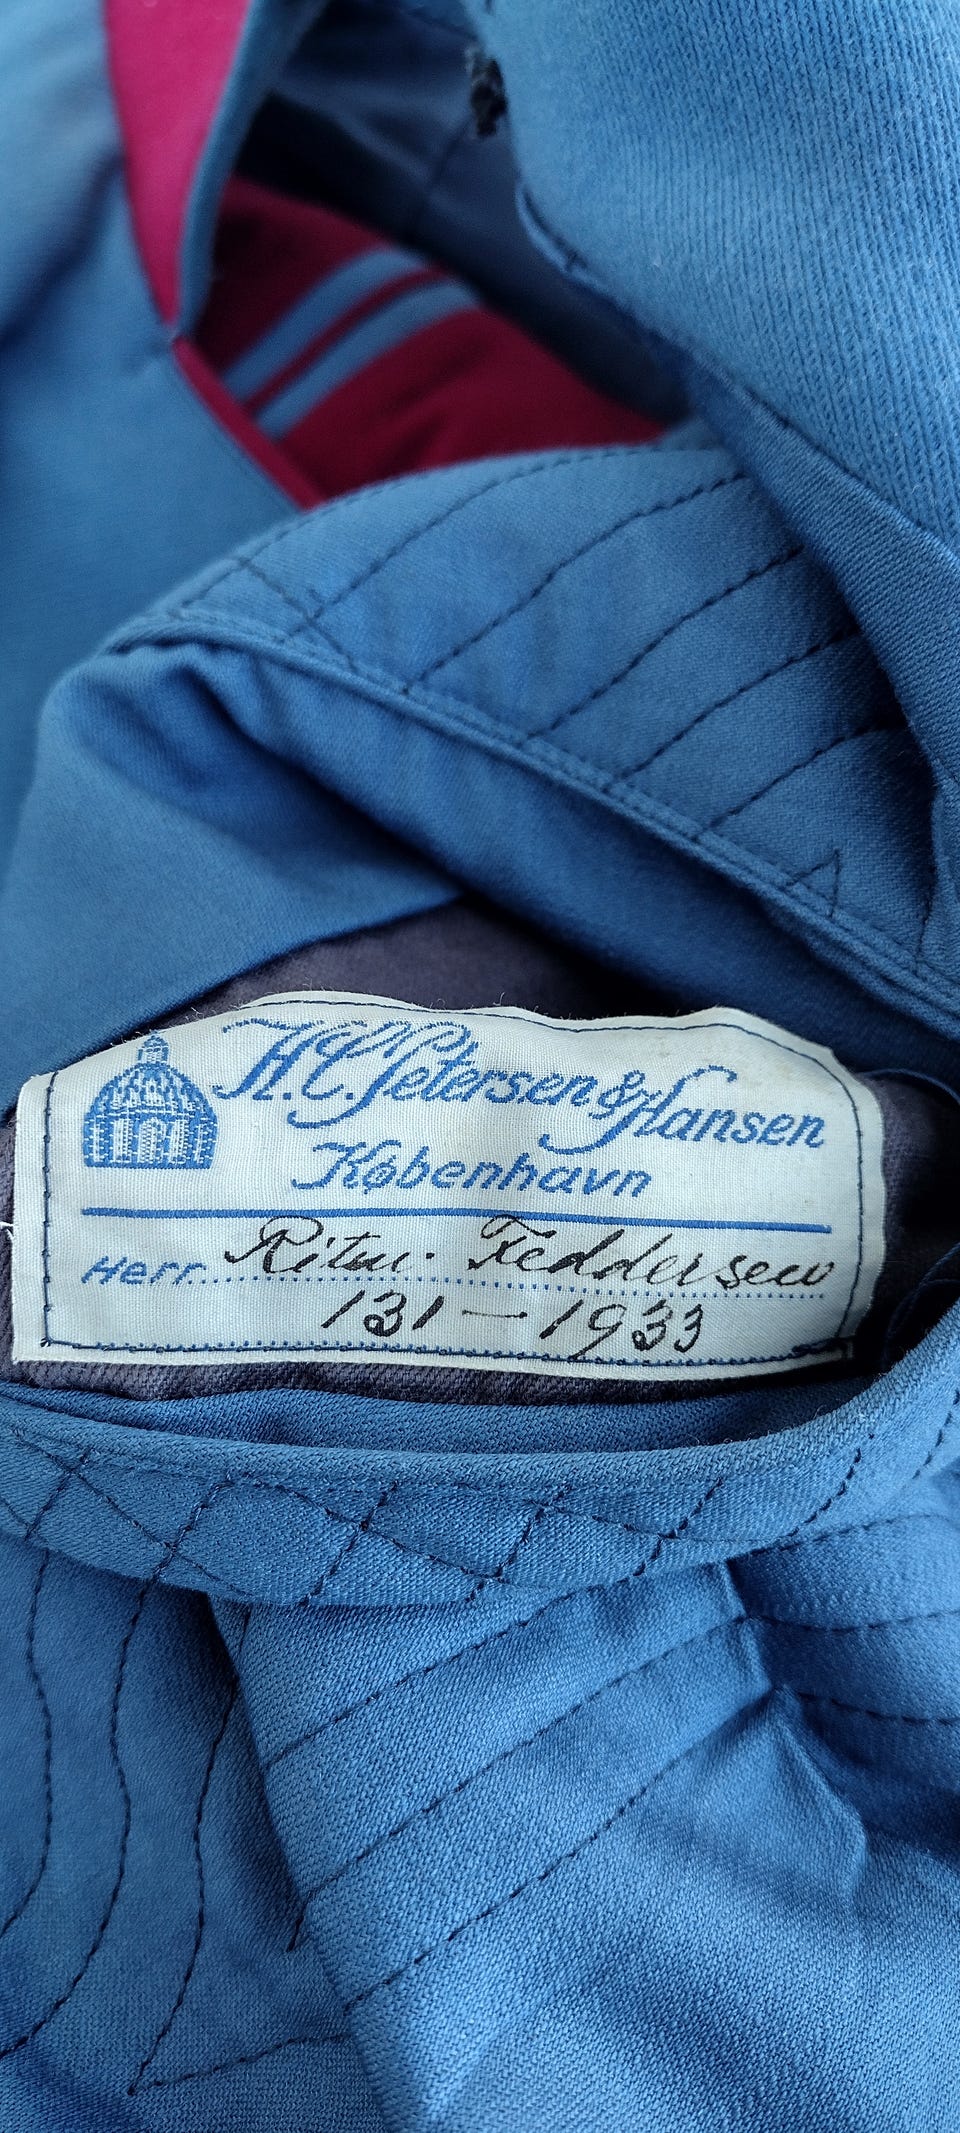 H.C. Petersen & Hansen
København
Herr. Ritm. Feddersen
131 — 1933